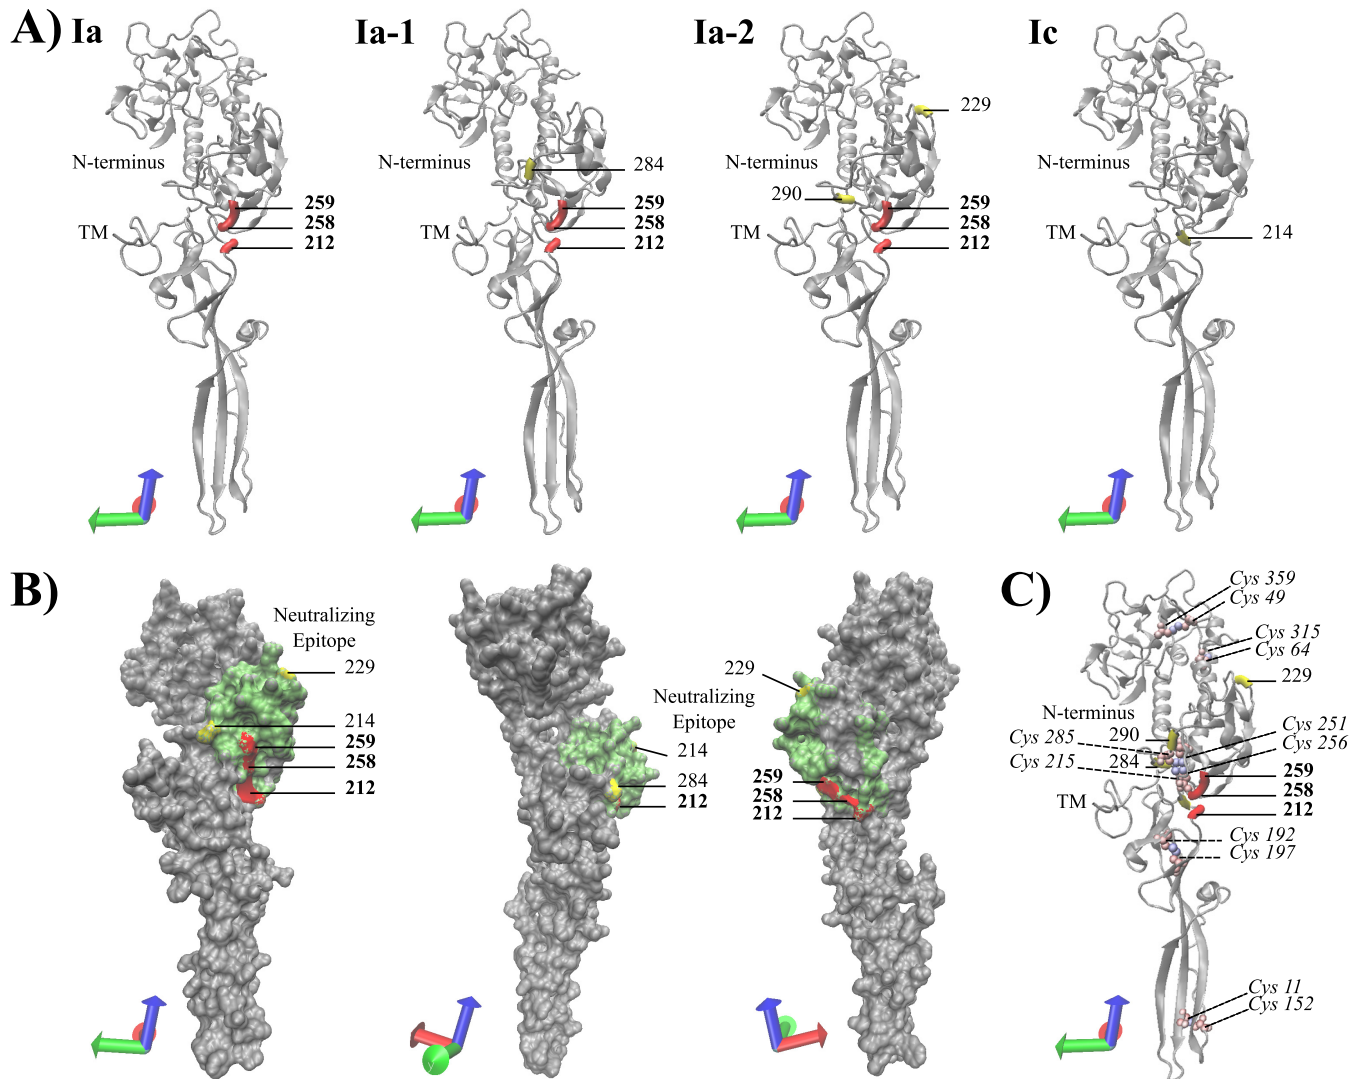 A)
Ia
N-terminus
TM
259
258
212
Ia-1
N-terminus
TM
284
259
258
212
Ia-2
N-terminus
TM
229
290
259
258
212
Ic
N-terminus
TM
214
B)
Neutralizing
Epitope
229
214
259
258
212
Neutralizing
Epitope
214
284
212
229
259
258
212
C)
Cys 359
Cys 49
Cys 315
Cys 64
229
N-terminus
290
Cys 251
Cys 285
Cys 256
284
Cys 215
259
258
TM
212
Cys 192
Cys 197
Cys 11
Cys 152